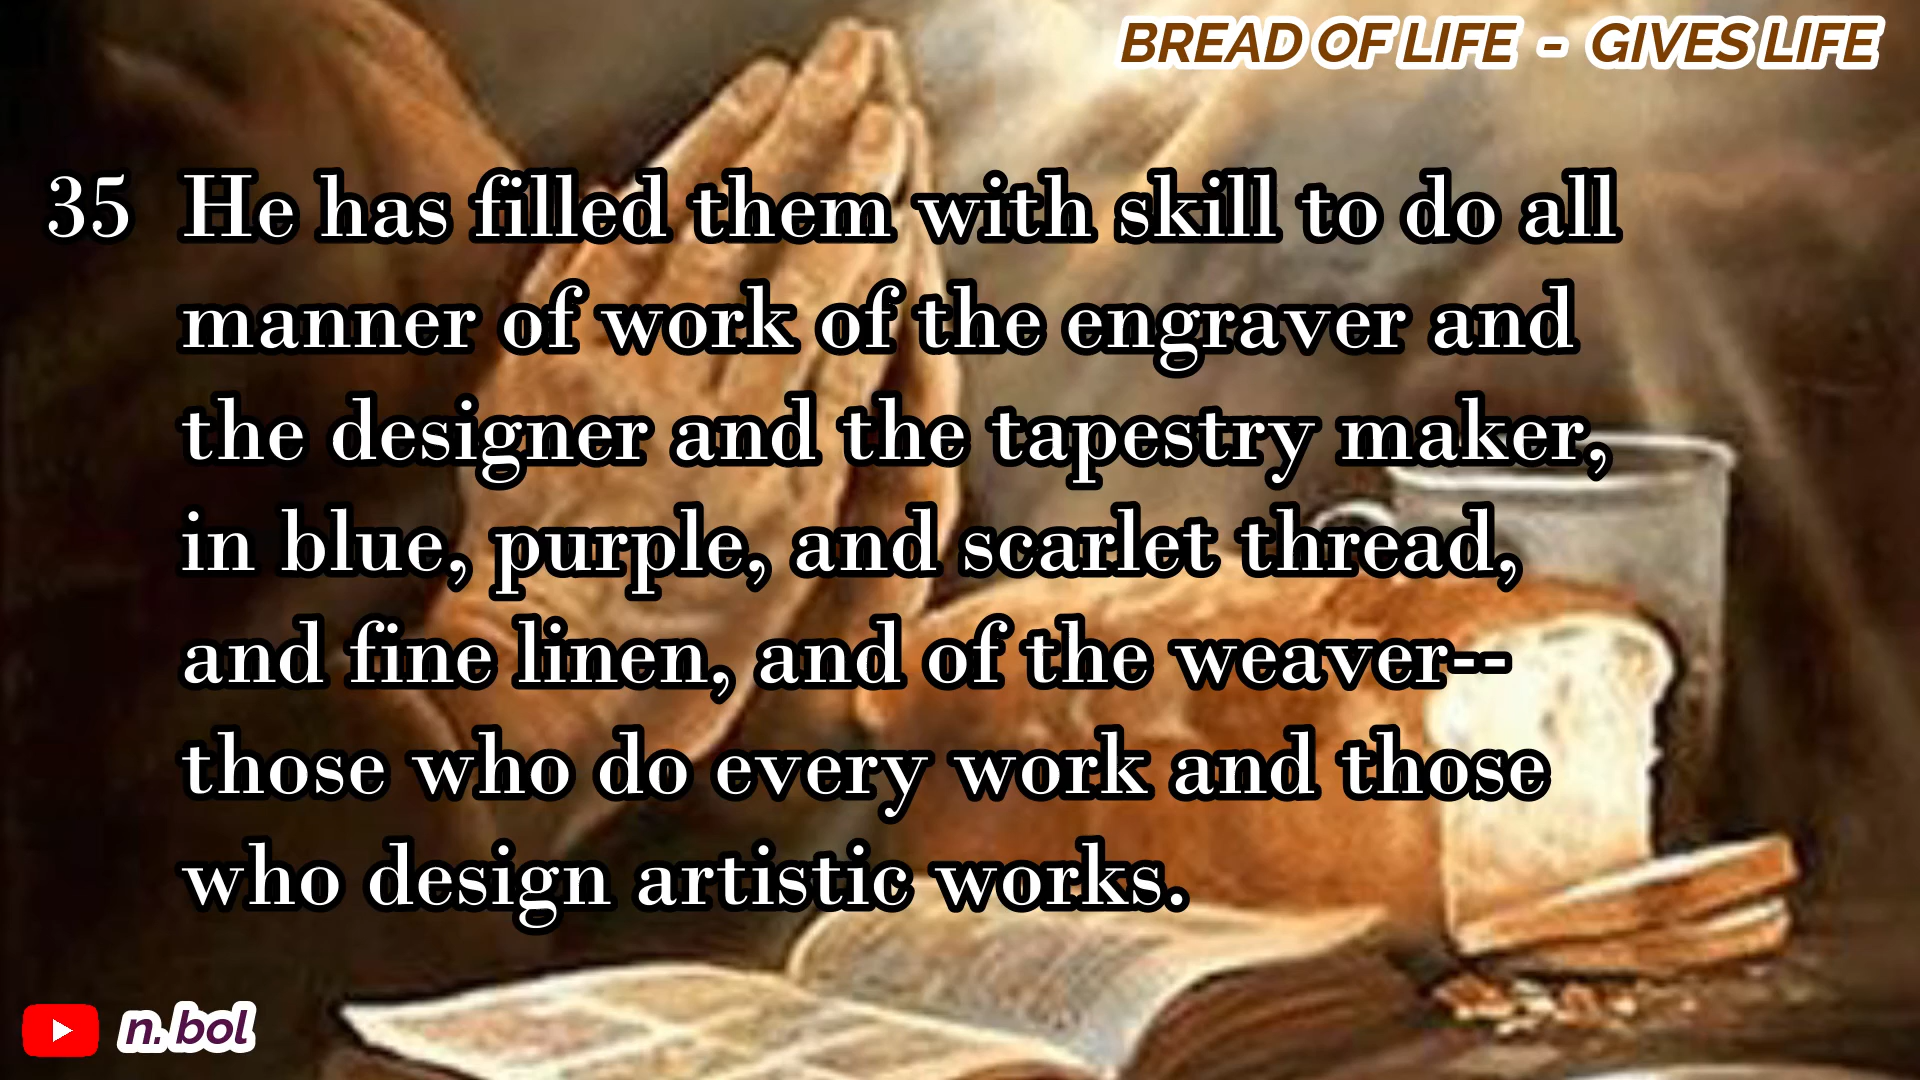 BREAD OF LIFE - GIVES LIFE
35 He has filled them with skill to do all
manner of work of the engraver and
the designer and the tapestry maker,
in blue, purple, and scarlet thread,
and fine linen, and of the weaver--
those who do every work and those
who design artistic works.
n. bol